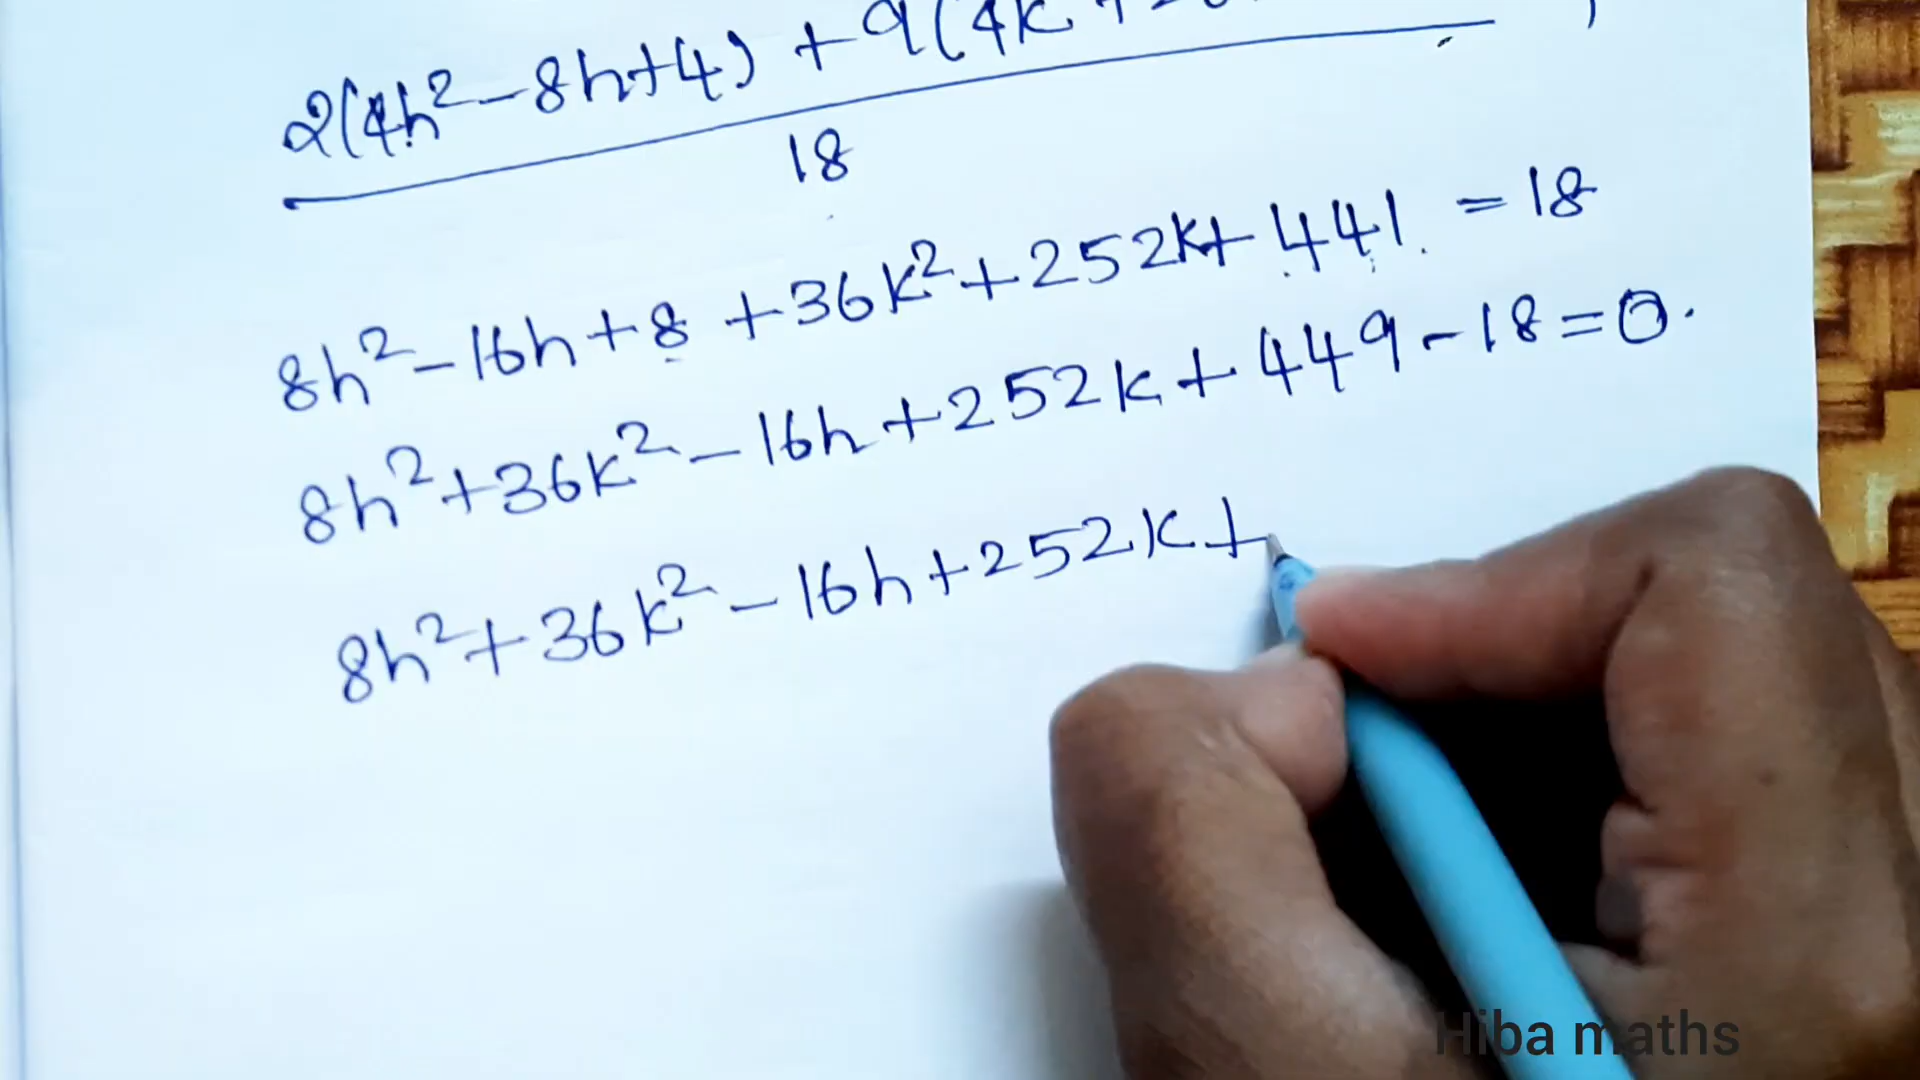 2(4h²-8h+4) + 9(4k²+
18
8h²-16h+8 +36k²+252k+441 =18
8h²+36k²-16h+252k+449-18=0.
8h²+36k²-16h+252k+
Hiba maths